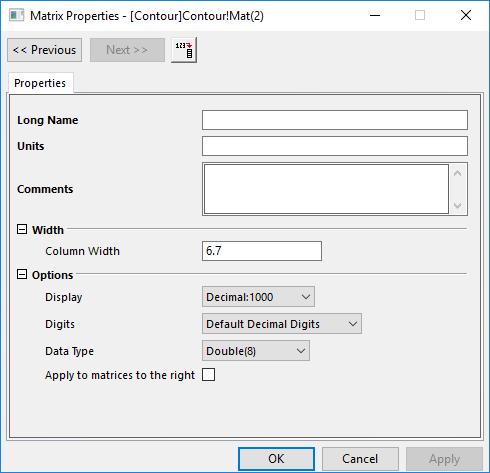 Matrix Properties - [Contour]Contour!Mat(2)
<< Previous
Next >>
123
Properties
Long Name
Units
Comments
Width
Column Width 6.7
Options
Display Decimal:1000
Digits Default Decimal Digits
Data Type Double(8)
Apply to matrices to the right
OK Cancel Apply